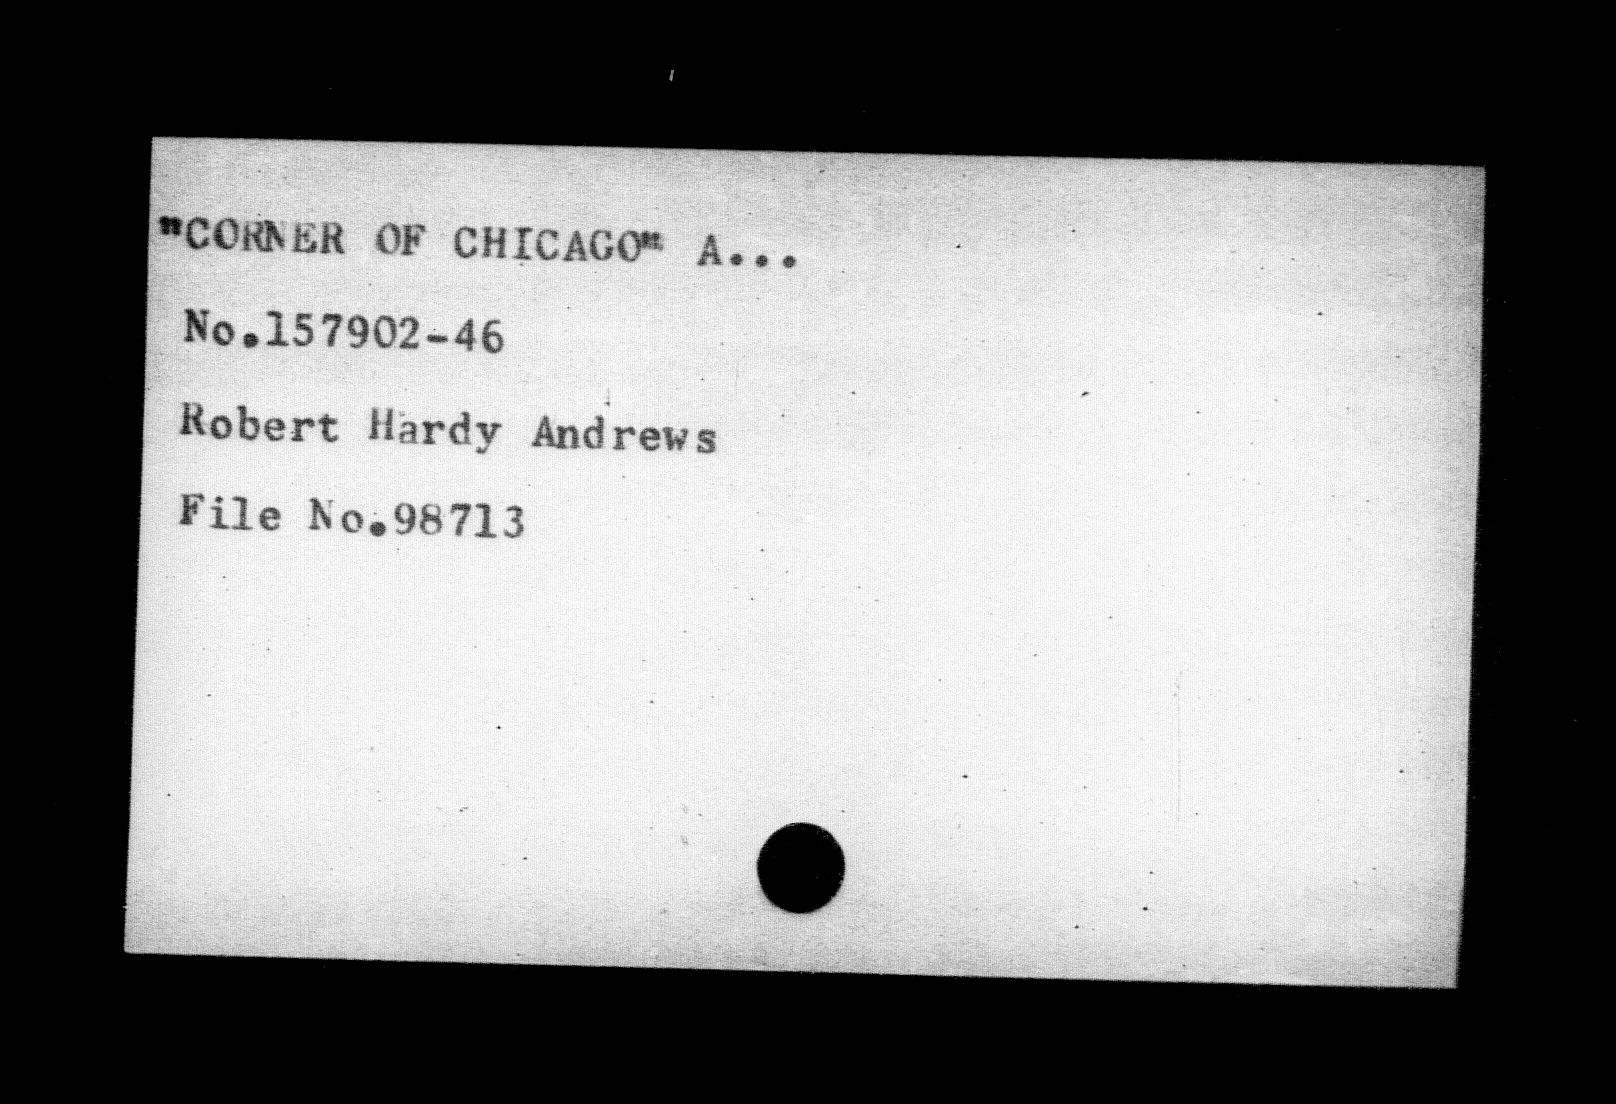 "CORNER OF CHICAGO" A...
No.157902-46
Robert Hardy Andrews
File No.98713